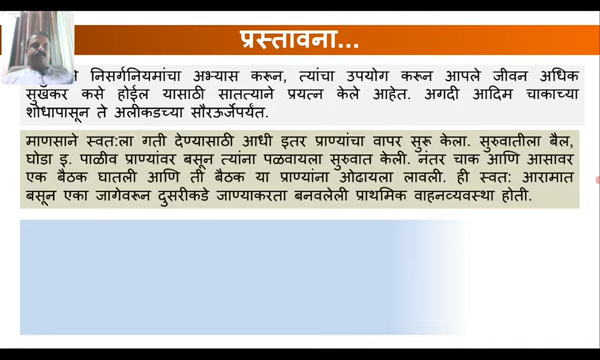 प्रस्तावना...
निसर्गनियमांचा अभ्यास करून, त्यांचा उपयोग करून आपले जीवन अधिक
सुखकर कसे होईल यासाठी सातत्याने प्रयत्न केले आहेत. अगदी आदिम चाकाच्या
शोधापासून ते अलीकडच्या सौरऊर्जेपर्यंत.
माणसाने स्वत:ला गती देण्यासाठी आधी इतर प्राण्यांचा वापर सुरू केला. सुरुवातीला बैल,
घोडा इ. पाळीव प्राण्यांवर बसून त्यांना पळवायला सुरुवात केली. नंतर चाक आणि आसावर
एक बैठक घातली आणि ती बैठक या प्राण्यांना ओढायला लावली. ही स्वत: आरामात
बसून एका जागेवरून दुसरीकडे जाण्याकरता बनवलेली प्राथमिक वाहनव्यवस्था होती.